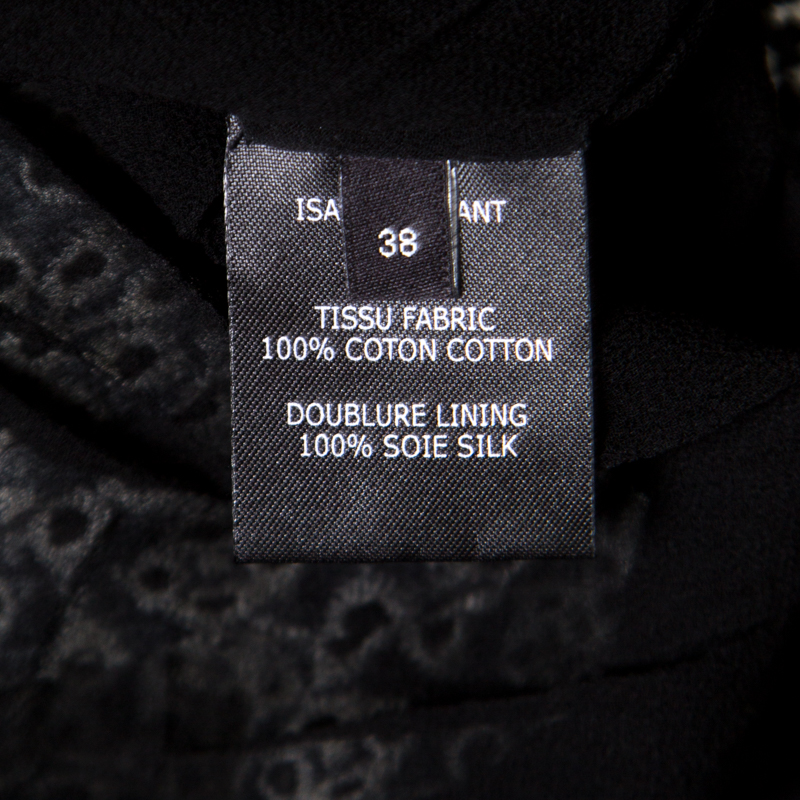 ISA ANT
38
TISSU FABRIC
100% COTON COTTON
DOUBLURE LINING
100% SOIE SILK